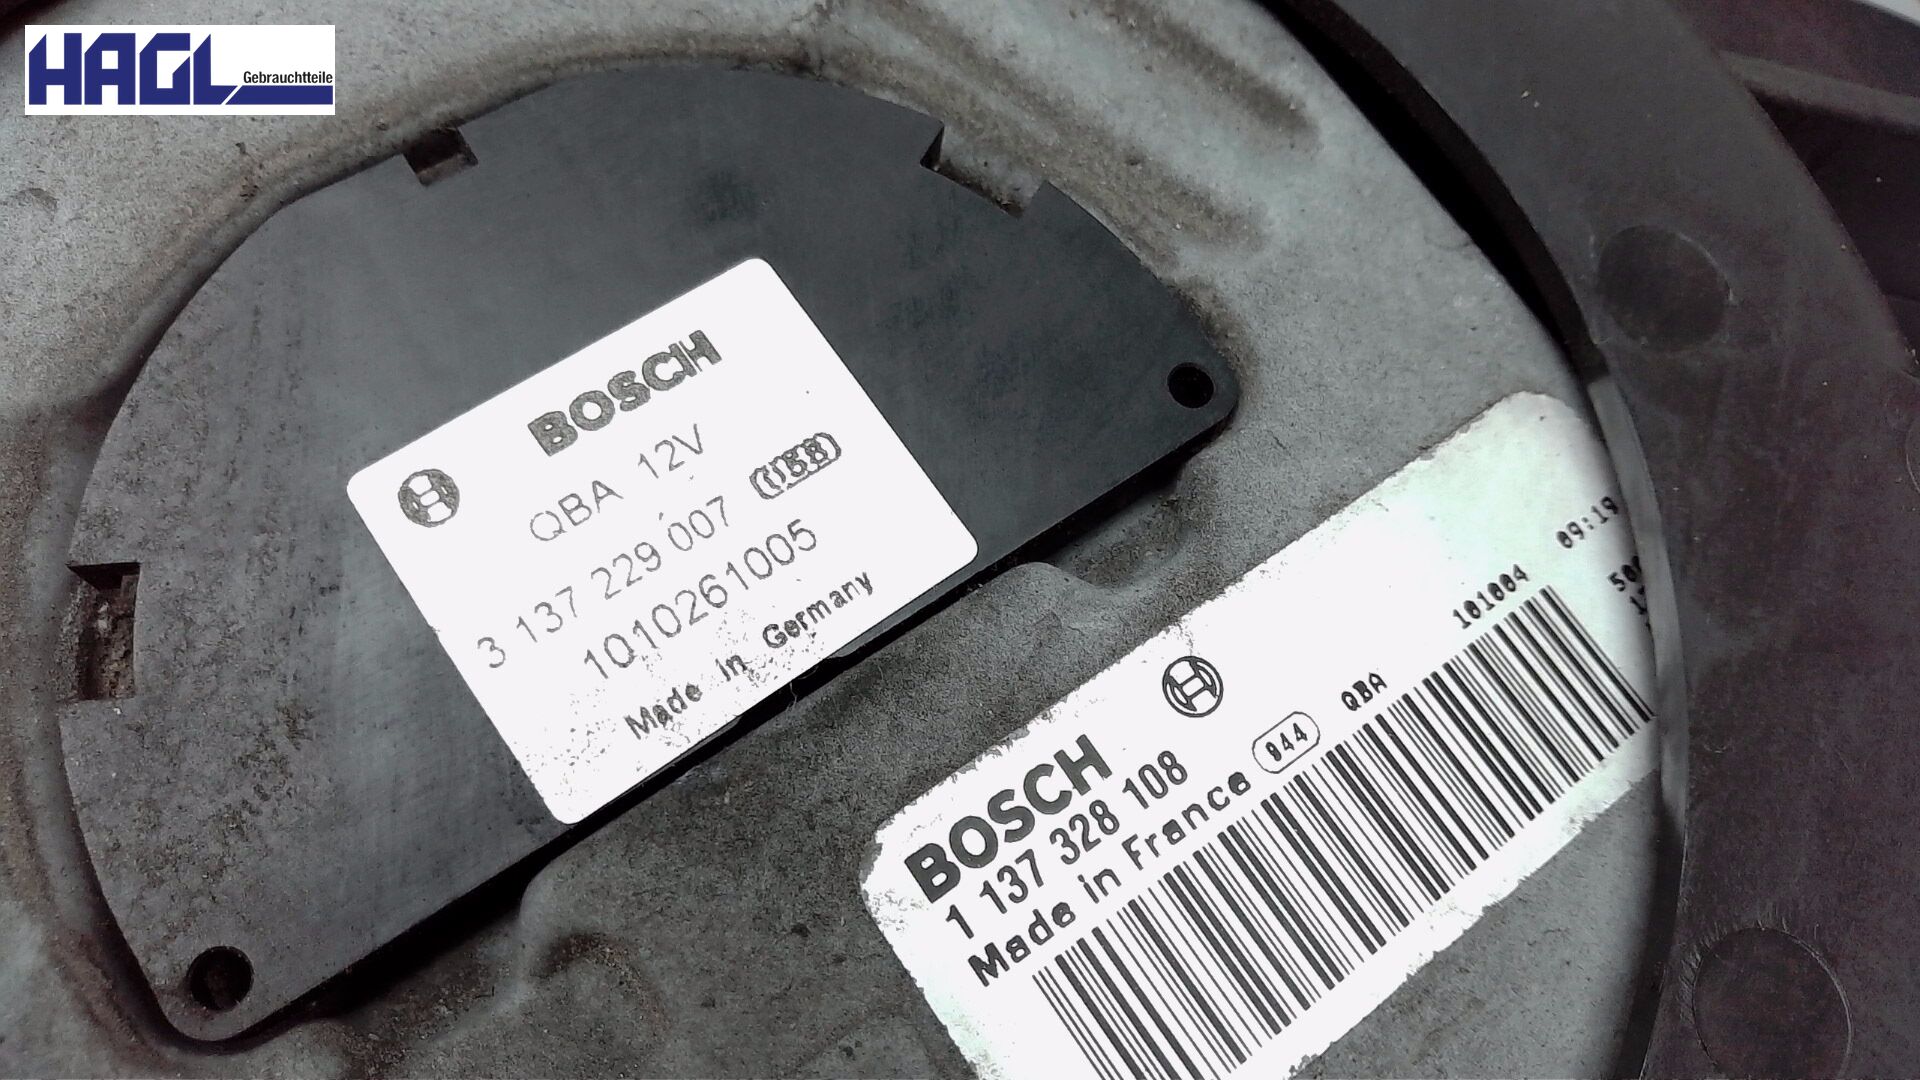 HAGL
Gebrauchtteile
BOSCH
QBA 12V
3 137 229 007
1010261005
Made in Germany
BOSCH
1 137 328 108
Made in France
944
QBA
101004
09:19